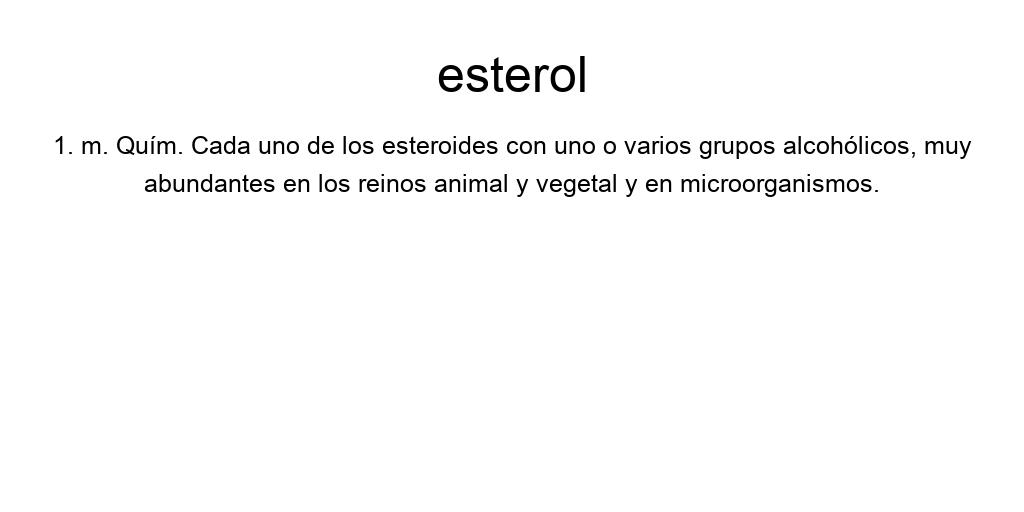 esterol
1. m. Quím. Cada uno de los esteroides con uno o varios grupos alcohólicos, muy
abundantes en los reinos animal y vegetal y en microorganismos.